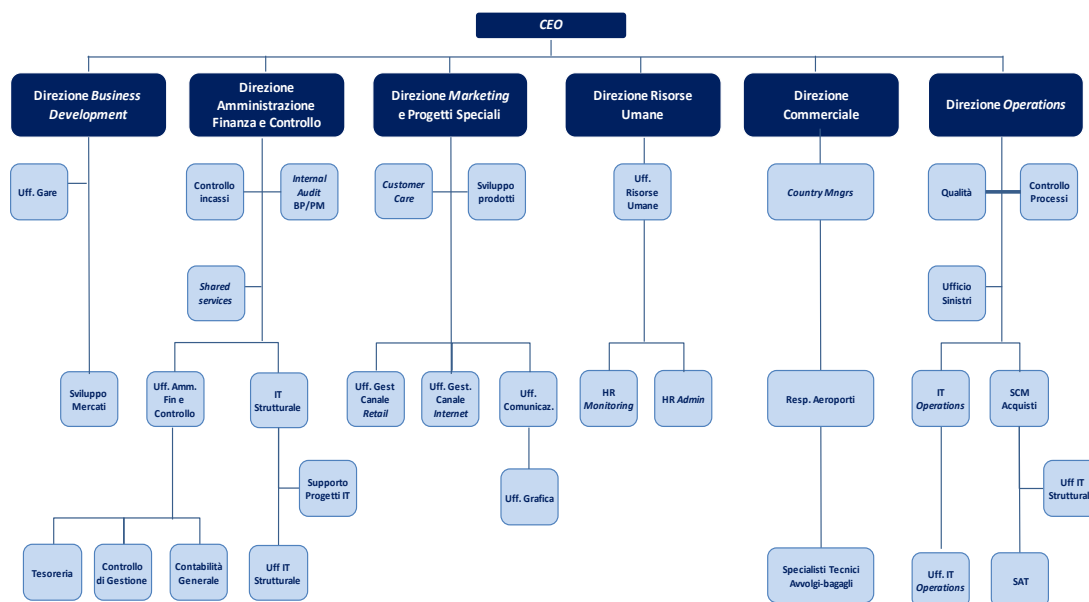 CEO
Direzione Business
Development
Direzione
Amministrazione
Finanza e Controllo
Direzione Marketing
e Progetti Speciali
Direzione Risorse
Umane
Direzione
Commerciale
Direzione Operations
Uff. Gare
Controllo
incassi
Internal
Audit
BP/PM
Customer
Care
Sviluppo
prodotti
Uff.
Risorse
Umane
Country Mngrs
Qualità
Controllo
Processi
Shared
services
Ufficio
Sinistri
Sviluppo
Mercati
Uff. Amm.
Fin e
Controllo
IT
Strutturale
Uff. Gest
Canale
Retail
Uff. Gest.
Canale
Internet
Uff.
Comunicaz.
HR
Monitoring
HR Admin
Resp. Aeroporti
IT
Operations
SCM
Acquisti
Supporto
Progetti IT
Uff. Grafica
Uff IT
Struttural
Tesoreria
Controllo
di Gestione
Contabilità
Generale
Uff IT
Strutturale
Specialisti Tecnici
Avvolgi-bagagli
Uff. IT
Operations
SAT